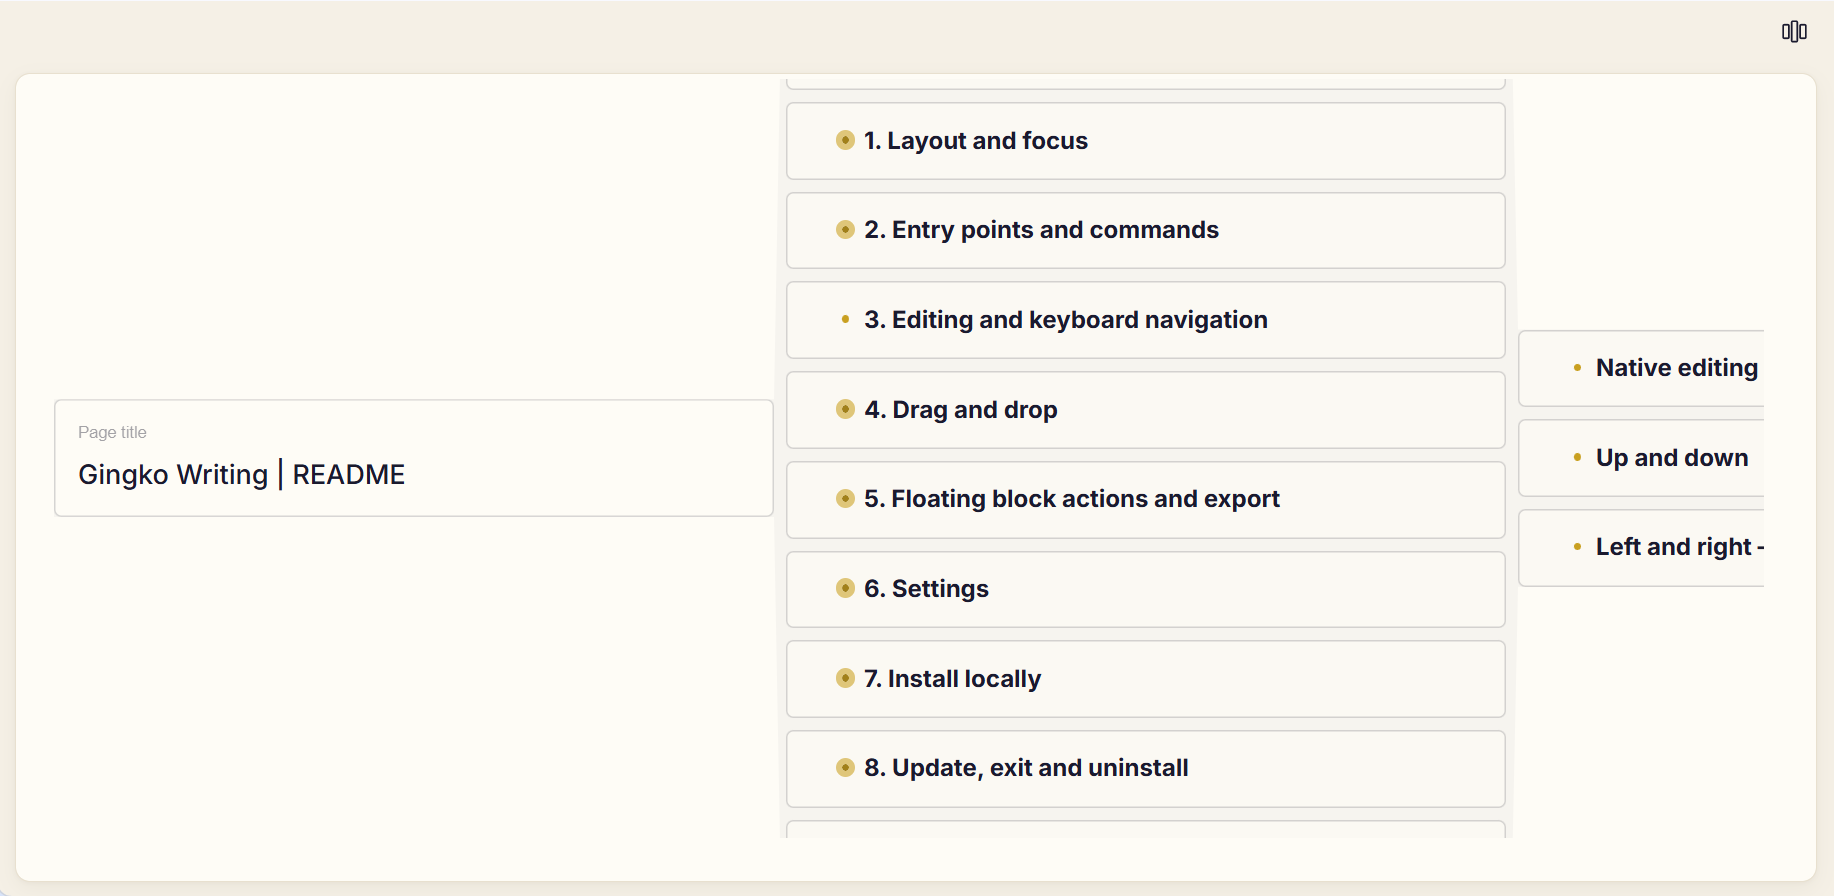 Page title
Gingko Writing | README
1. Layout and focus
2. Entry points and commands
3. Editing and keyboard navigation
4. Drag and drop
5. Floating block actions and export
6. Settings
7. Install locally
8. Update, exit and uninstall
Native editing
Up and down
Left and right -